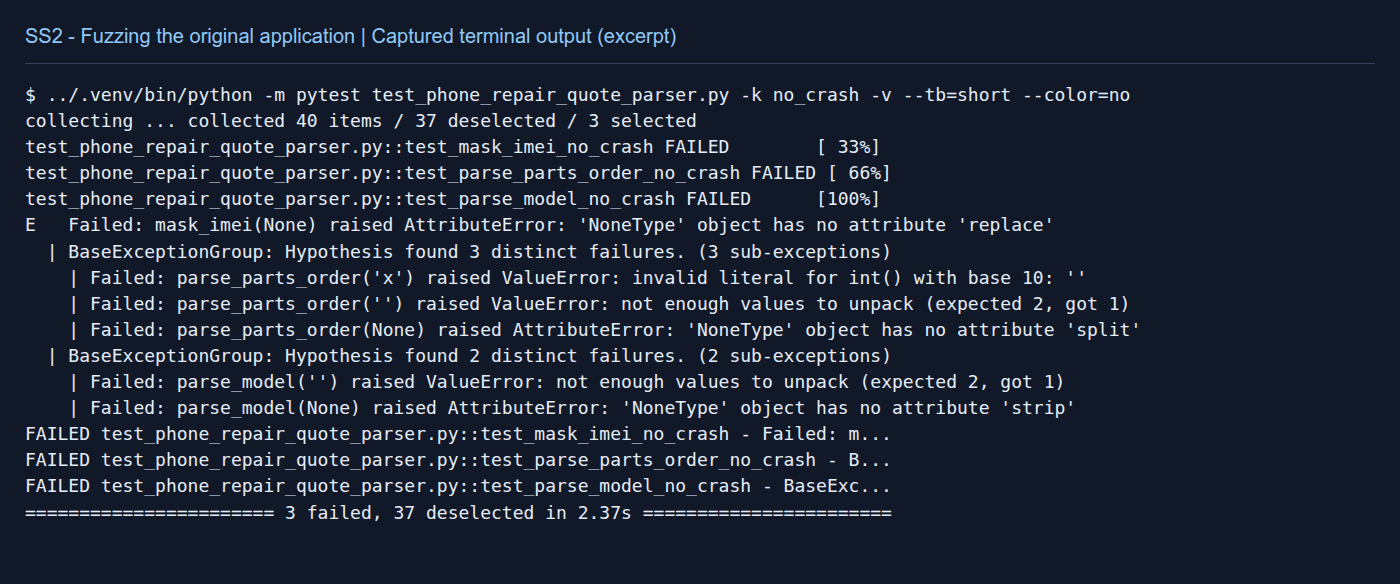 SS2 - Fuzzing the original application | Captured terminal output (excerpt)
$ ../.venv/bin/python -m pytest test_phone_repair_quote_parser.py -k no_crash -v --tb=short --color=no
collecting ... collected 40 items / 37 deselected / 3 selected
test_phone_repair_quote_parser.py::test_mask_imei_no_crash FAILED        [ 33%]
test_phone_repair_quote_parser.py::test_parse_parts_order_no_crash FAILED [ 66%]
test_phone_repair_quote_parser.py::test_parse_model_no_crash FAILED      [100%]
E   Failed: mask_imei(None) raised AttributeError: 'NoneType' object has no attribute 'replace'
  | BaseExceptionGroup: Hypothesis found 3 distinct failures. (3 sub-exceptions)
    | Failed: parse_parts_order('x') raised ValueError: invalid literal for int() with base 10: ''
    | Failed: parse_parts_order('') raised ValueError: not enough values to unpack (expected 2, got 1)
    | Failed: parse_parts_order(None) raised AttributeError: 'NoneType' object has no attribute 'split'
  | BaseExceptionGroup: Hypothesis found 2 distinct failures. (2 sub-exceptions)
    | Failed: parse_model('') raised ValueError: not enough values to unpack (expected 2, got 1)
    | Failed: parse_model(None) raised AttributeError: 'NoneType' object has no attribute 'strip'
FAILED test_phone_repair_quote_parser.py::test_mask_imei_no_crash - Failed: m...
FAILED test_phone_repair_quote_parser.py::test_parse_parts_order_no_crash - B...
FAILED test_phone_repair_quote_parser.py::test_parse_model_no_crash - BaseExc...
======================= 3 failed, 37 deselected in 2.37s =======================